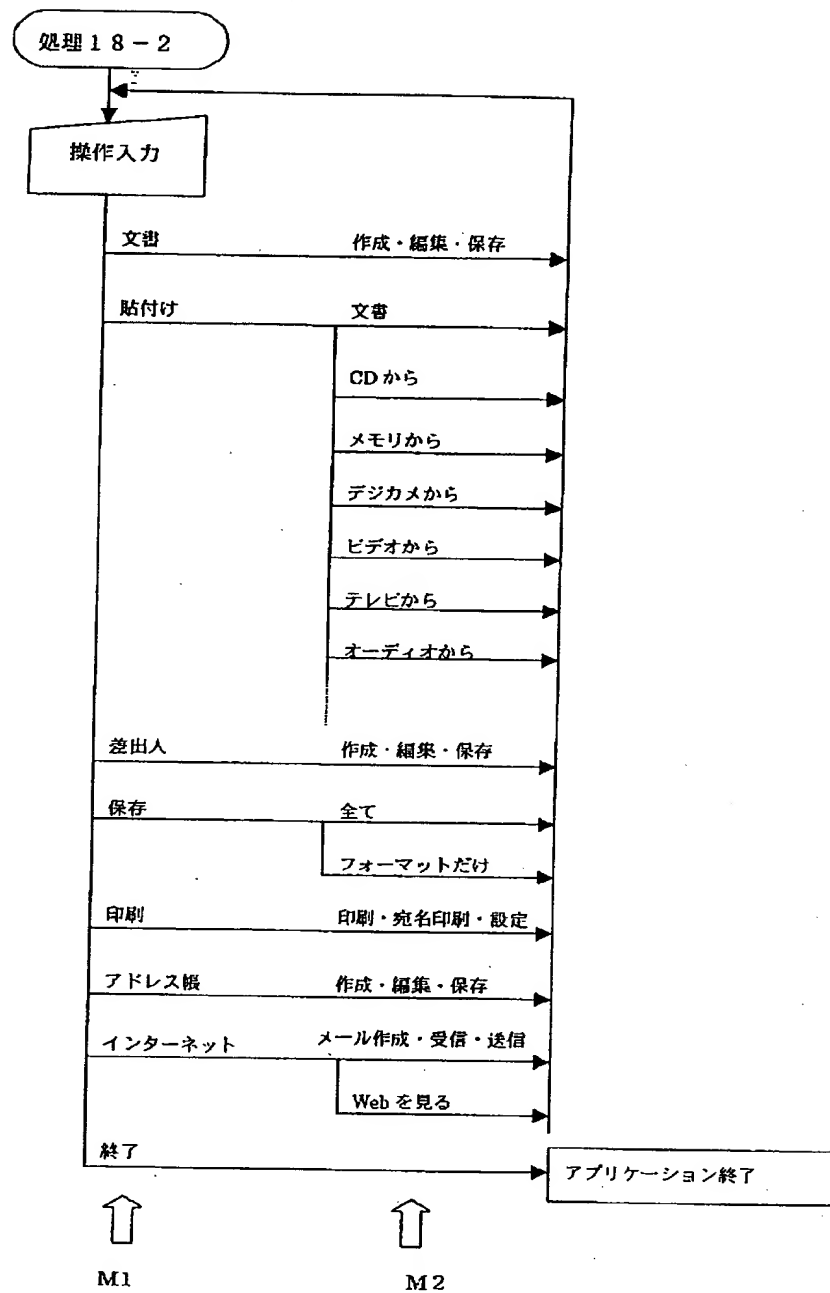 処理18-2
操作入力
文書 作成・編集・保存
貼付け 文書
CDから
メモリから
デジカメから
ビデオから
テレビから
オーディオから
差出人 作成・編集・保存
保存 全て
フォーマットだけ
印刷 印刷・宛名印刷・設定
アドレス帳 作成・編集・保存
インターネット メール作成・受信・送信
Webを見る
終了 アプリケーション終了
M1 M2